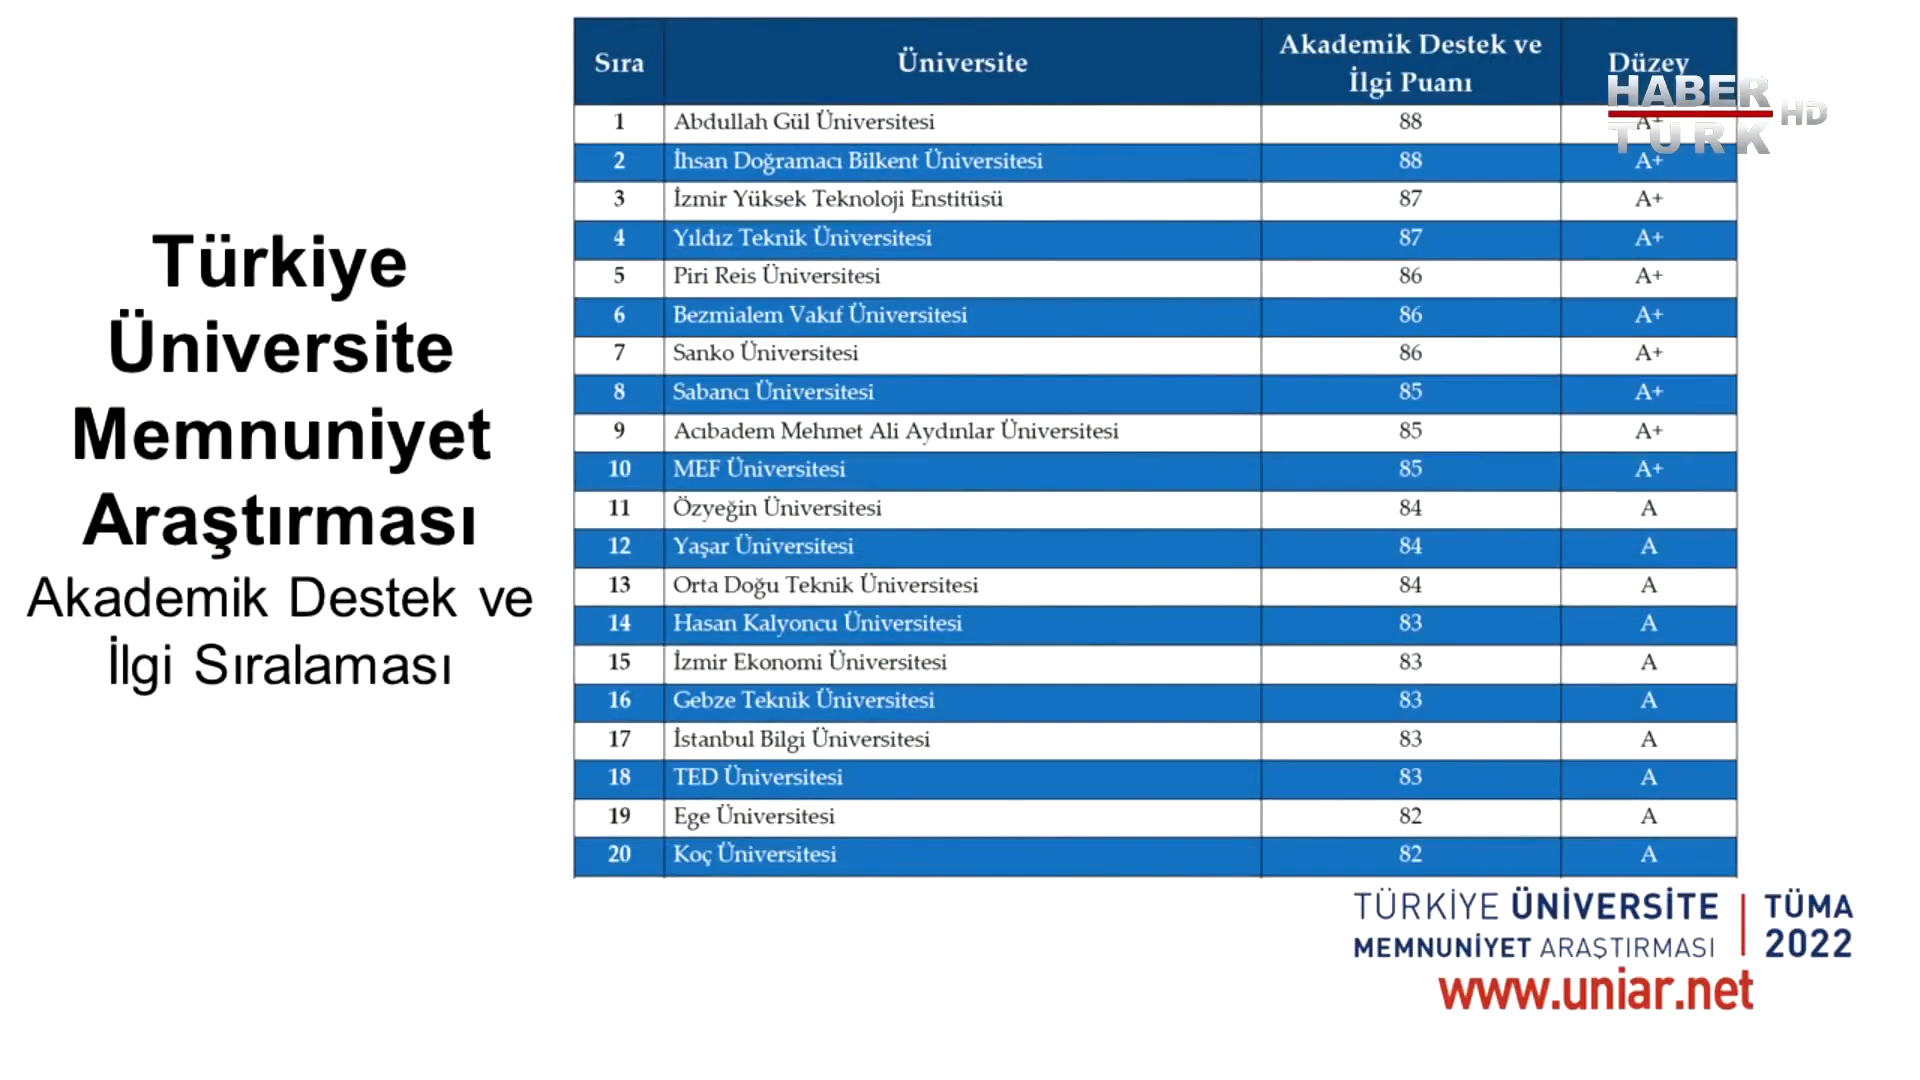 Türkiye
Üniversite
Memnuniyet
Araştırması
Akademik Destek ve
İlgi Sıralaması
Sıra Üniversite Akademik Destek ve İlgi Puanı Düzey
1 Abdullah Gül Üniversitesi 88 A+
2 İhsan Doğramacı Bilkent Üniversitesi 88 A+
3 İzmir Yüksek Teknoloji Enstitüsü 87 A+
4 Yıldız Teknik Üniversitesi 87 A+
5 Piri Reis Üniversitesi 86 A+
6 Bezmialem Vakıf Üniversitesi 86 A+
7 Sanko Üniversitesi 86 A+
8 Sabancı Üniversitesi 85 A+
9 Acıbadem Mehmet Ali Aydınlar Üniversitesi 85 A+
10 MEF Üniversitesi 85 A+
11 Özyeğin Üniversitesi 84 A
12 Yaşar Üniversitesi 84 A
13 Orta Doğu Teknik Üniversitesi 84 A
14 Hasan Kalyoncu Üniversitesi 83 A
15 İzmir Ekonomi Üniversitesi 83 A
16 Gebze Teknik Üniversitesi 83 A
17 İstanbul Bilgi Üniversitesi 83 A
18 TED Üniversitesi 83 A
19 Ege Üniversitesi 82 A
20 Koç Üniversitesi 82 A
HABER
TÜRK HD
TÜRKİYE ÜNİVERSİTE | TÜMA
MEMNUNİYET ARAŞTIRMASI | 2022
www.uniar.net